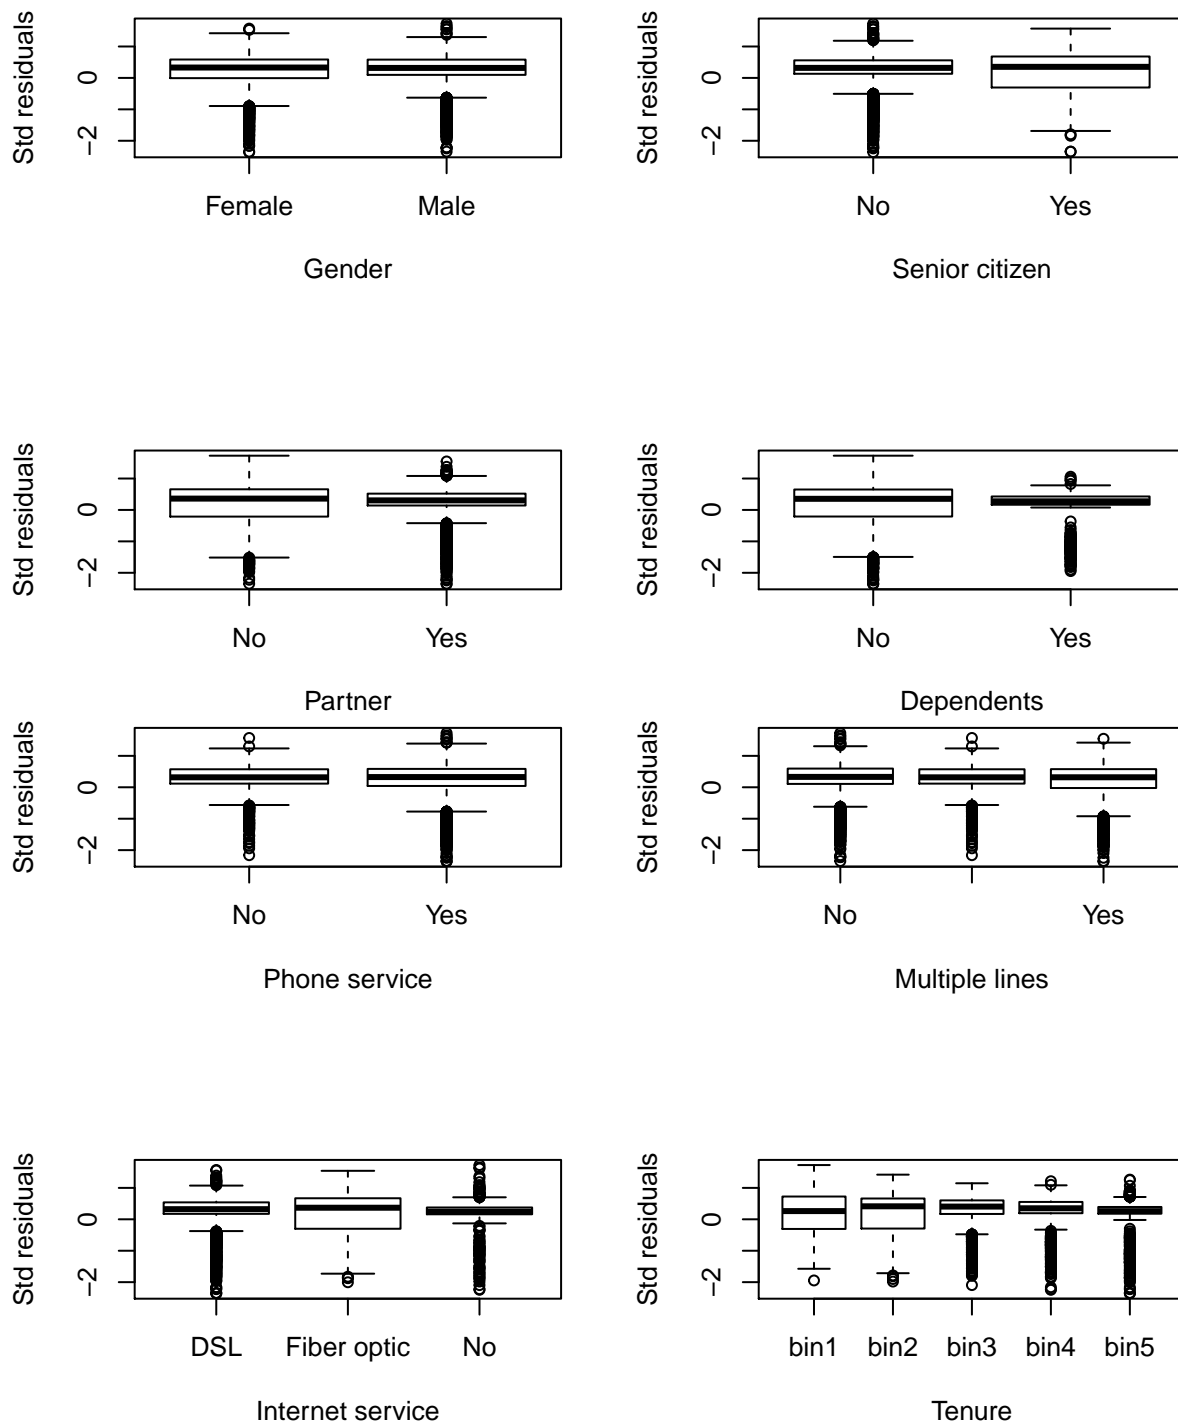 Std residuals
0
−2
Female
Male
Gender
Std residuals
0
−2
No
Yes
Senior citizen
Std residuals
0
−2
No
Yes
Partner
Std residuals
0
−2
No
Yes
Dependents
Std residuals
0
−2
No
Yes
Phone service
Std residuals
0
−2
No
Yes
Multiple lines
Std residuals
0
−2
DSL
Fiber optic
No
Internet service
Std residuals
0
−2
bin1
bin2
bin3
bin4
bin5
Tenure